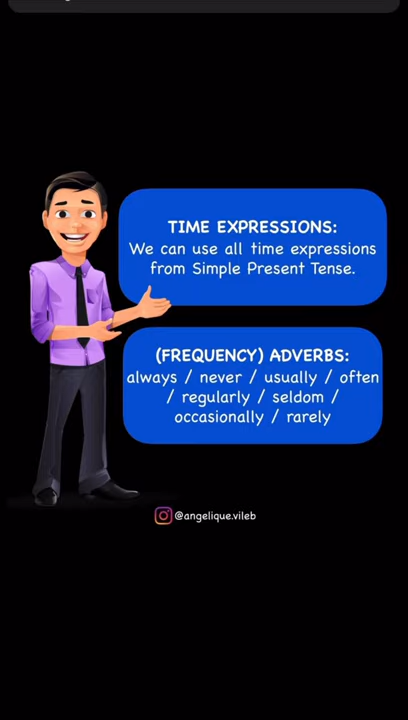 TIME EXPRESSIONS:
We can use all time expressions
from Simple Present Tense.
(FREQUENCY) ADVERBS:
always / never / usually / often
/ regularly / seldom /
occasionally / rarely
@angelique.vileb